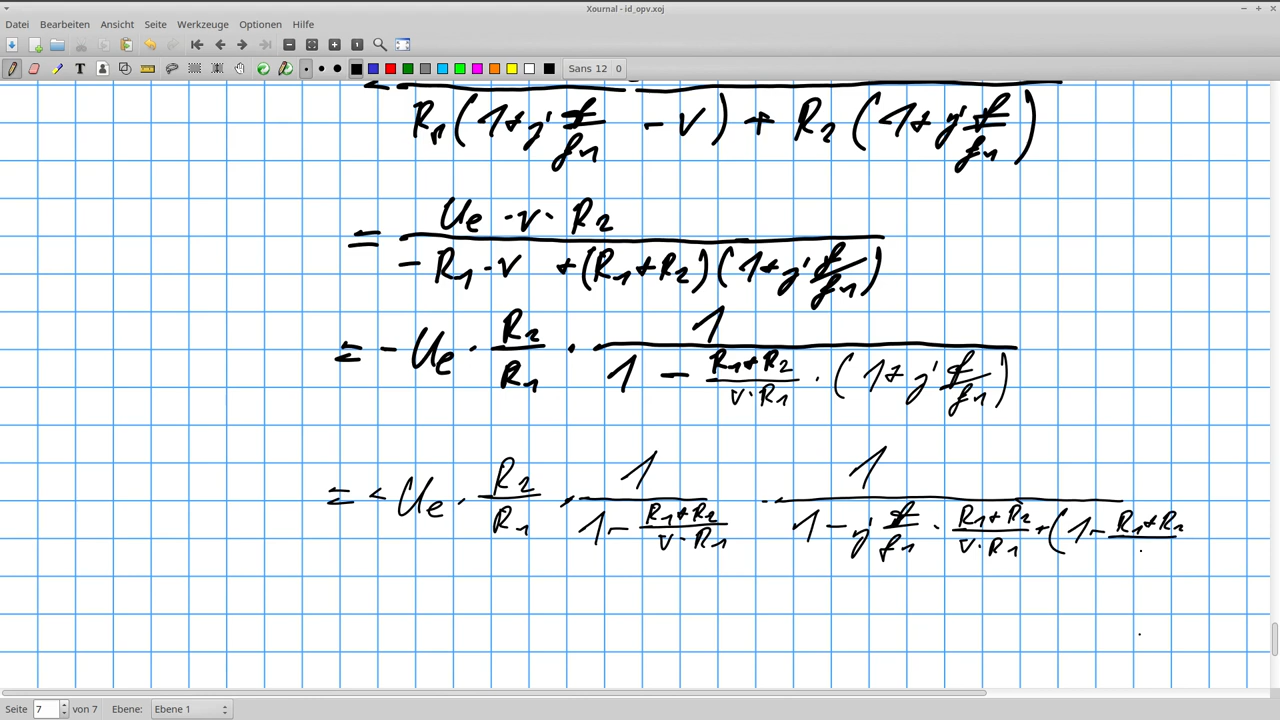 Xournal - id_opv.xoj
Datei Bearbeiten Ansicht Seite Werkzeuge Optionen Hilfe
Sans 12 0
R1(1+j f/f1 - v) + R2(1+j f/f1)
= (Ue · v · R2)/(-R1 · v + (R1+R2)(1+j f/f1))
= - Ue · R2/R1 · 1/(1 - (R1+R2)/(v·R1) · (1+j f/f1))
= - Ue · R2/R1 · 1/(1 - (R1+R2)/(v·R1)) · 1/(1 - j f/f1 · (R1+R2)/(v·R1) ÷ (1 - (R1+R2)/
Seite 7 von 7 Ebene: Ebene 1